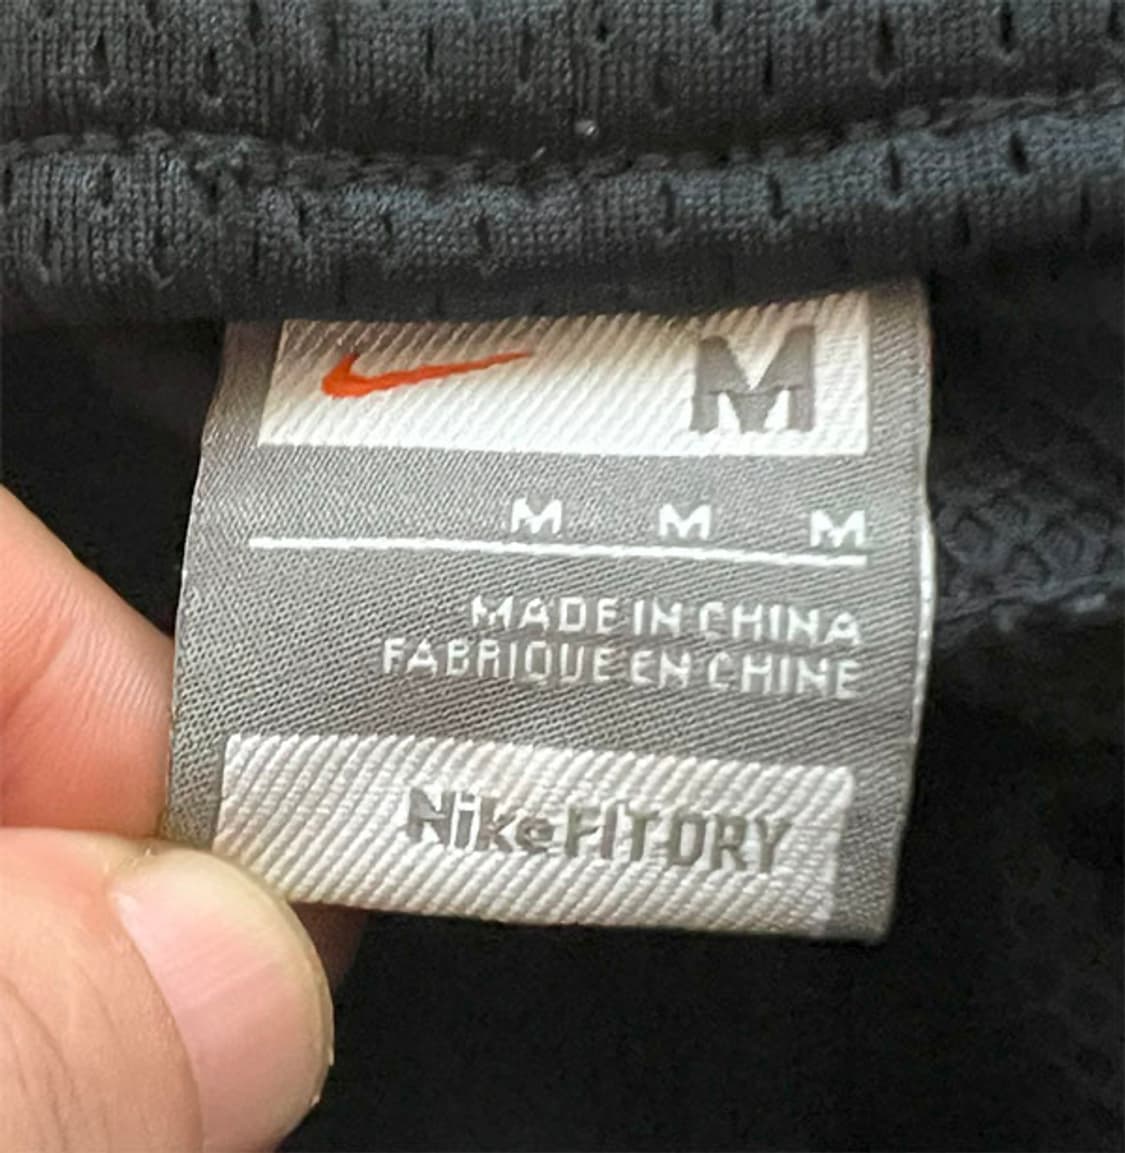 M
M M M
MADE IN CHINA
FABRIQUE EN CHINE
Nike FIT DRY